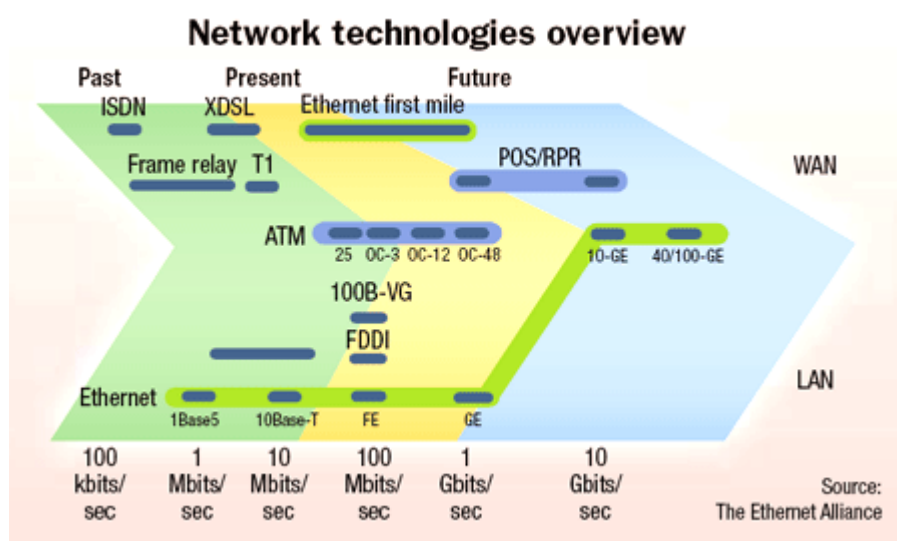 Network technologies overview
Past Present Future
ISDN XDSL Ethernet first mile
Frame relay T1 POS/RPR WAN
ATM
25 OC-3 OC-12 OC-48 10-GE 40/100-GE
100B-VG
FDDI
LAN
Ethernet
1Base5 10Base-T FE GE
100 1 10 100 1 10
kbits/ Mbits/ Mbits/ Mbits/ Gbits/ Gbits/ Source:
sec sec sec sec sec sec The Ethernet Alliance